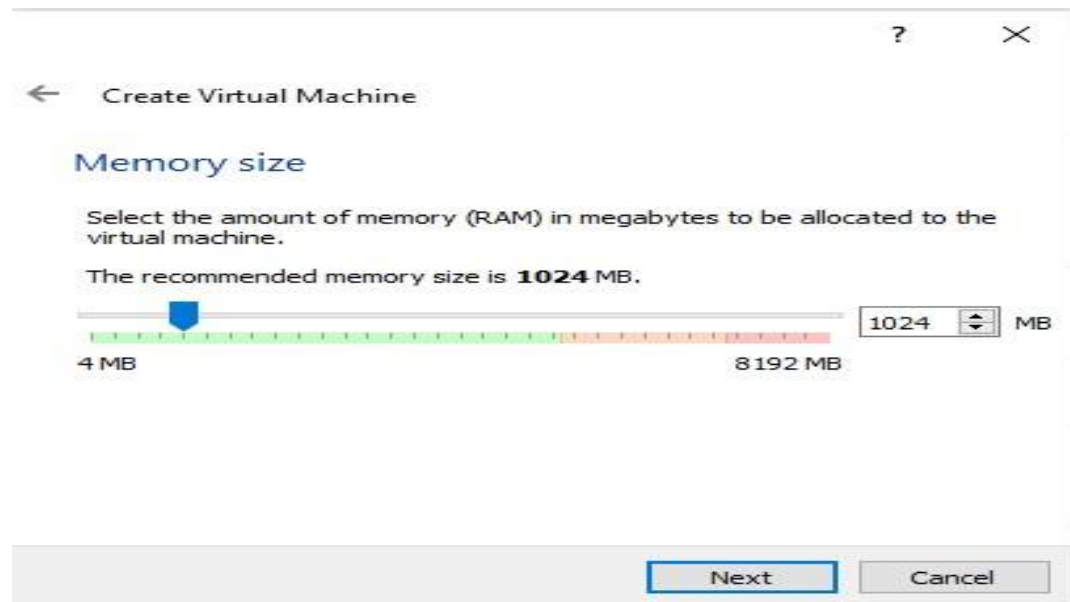 ?
Create Virtual Machine
Memory size
Select the amount of memory (RAM) in megabytes to be allocated to the
virtual machine.
The recommended memory size is 1024 MB.
1024 MB
4 MB 8192 MB
Next Cancel